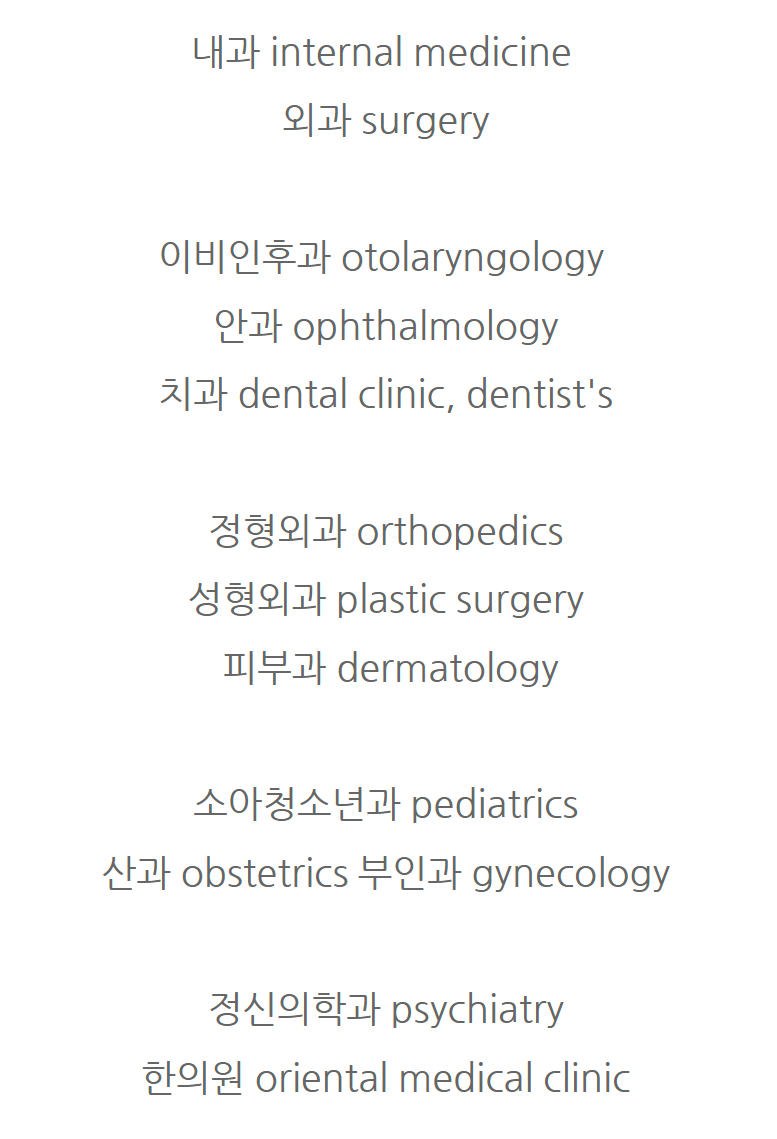 내과 internal medicine
외과 surgery
이비인후과 otolaryngology
안과 ophthalmology
치과 dental clinic, dentist's
정형외과 orthopedics
성형외과 plastic surgery
피부과 dermatology
소아청소년과 pediatrics
산과 obstetrics 부인과 gynecology
정신의학과 psychiatry
한의원 oriental medical clinic